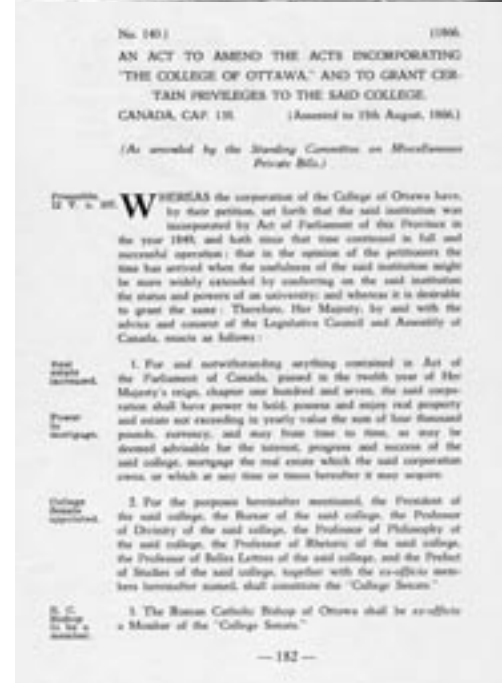 No. 140.] [1866.
AN ACT TO AMEND THE ACTS INCORPORATING
"THE COLLEGE OF OTTAWA," AND TO GRANT CER-
TAIN PRIVILEGES TO THE SAID COLLEGE.
CANADA, CAP. 135. (Assented to 15th August, 1866.)
(As amended by the Standing Committee on Miscellaneous
Private Bills.)
Preamble.
12 V. c. 107.
WHEREAS the corporation of the College of Ottawa have,
by their petition, set forth that the said institution was
incorporated by Act of Parliament of this Province in
the year 1849, and hath since that time continued in full and
successful operation; that in the opinion of the petitioners the
time has arrived when the usefulness of the said institution might
be more widely extended by conferring on the said institution
the status and powers of an university; and whereas it is desirable
to grant the same: Therefore, Her Majesty, by and with the
advice and consent of the Legislative Council and Assembly of
Canada, enacts as follows:
Real
estate
increased.
1. For and notwithstanding anything contained in Act of
the Parliament of Canada, passed in the twelfth year of Her
Majesty's reign, chapter one hundred and seven, the said corpo-
ration shall have power to hold, possess and enjoy real property
and estate not exceeding in yearly value the sum of four thousand
pounds, currency, and may from time to time, as may be
deemed advisable for the interest, progress and success of the
said college, mortgage the real estate which the said corporation
owns, or which at any time or times hereafter it may acquire.
Power
to
mortgage.
College
Senate
appointed.
2. For the purposes hereinafter mentioned, the President of
the said college, the Bursar of the said college, the Professor
of Divinity of the said college, the Professor of Philosophy of
the said college, the Professor of Rhetoric of the said college,
the Professor of Belles Lettres of the said college, and the Prefect
of Studies of the said college, together with the ex-officio mem-
bers hereinafter named, shall constitute the "College Senate."
R. C.
Bishop
to be a
member.
3. The Roman Catholic Bishop of Ottawa shall be ex-officio
a Member of the "College Senate."
— 182 —